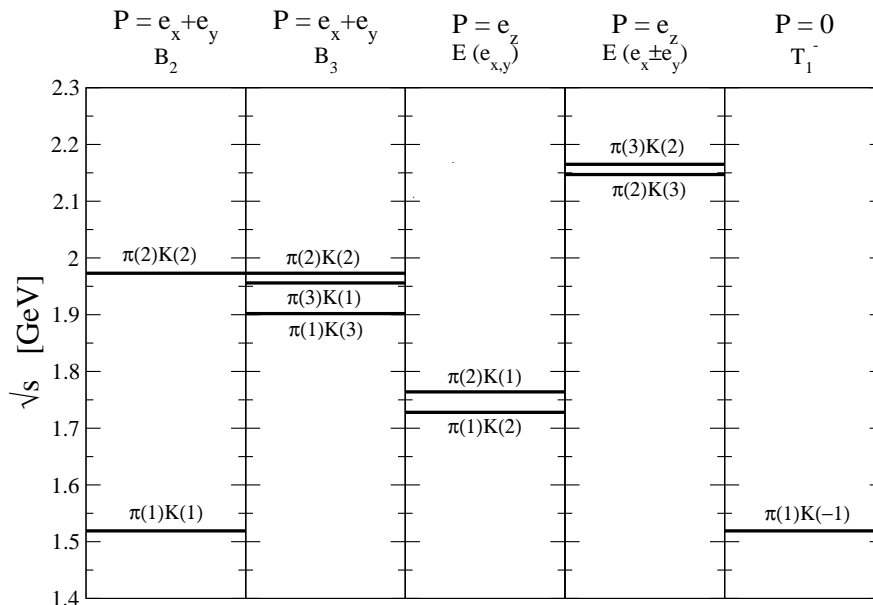 P = e_x+e_y P = e_x+e_y P = e_z P = e_z P = 0
B_2 B_3 E (e_x,y) E (e_x±e_y) T_1^-
2.3
2.2
π(3)K(2)
π(2)K(3)
2.1
π(2)K(2) π(2)K(2)
2
π(3)K(1)
1.9
π(1)K(3)
1.8
π(2)K(1)
1.7
π(1)K(2)
1.6
π(1)K(1) π(1)K(−1)
1.5
1.4
√s [GeV]